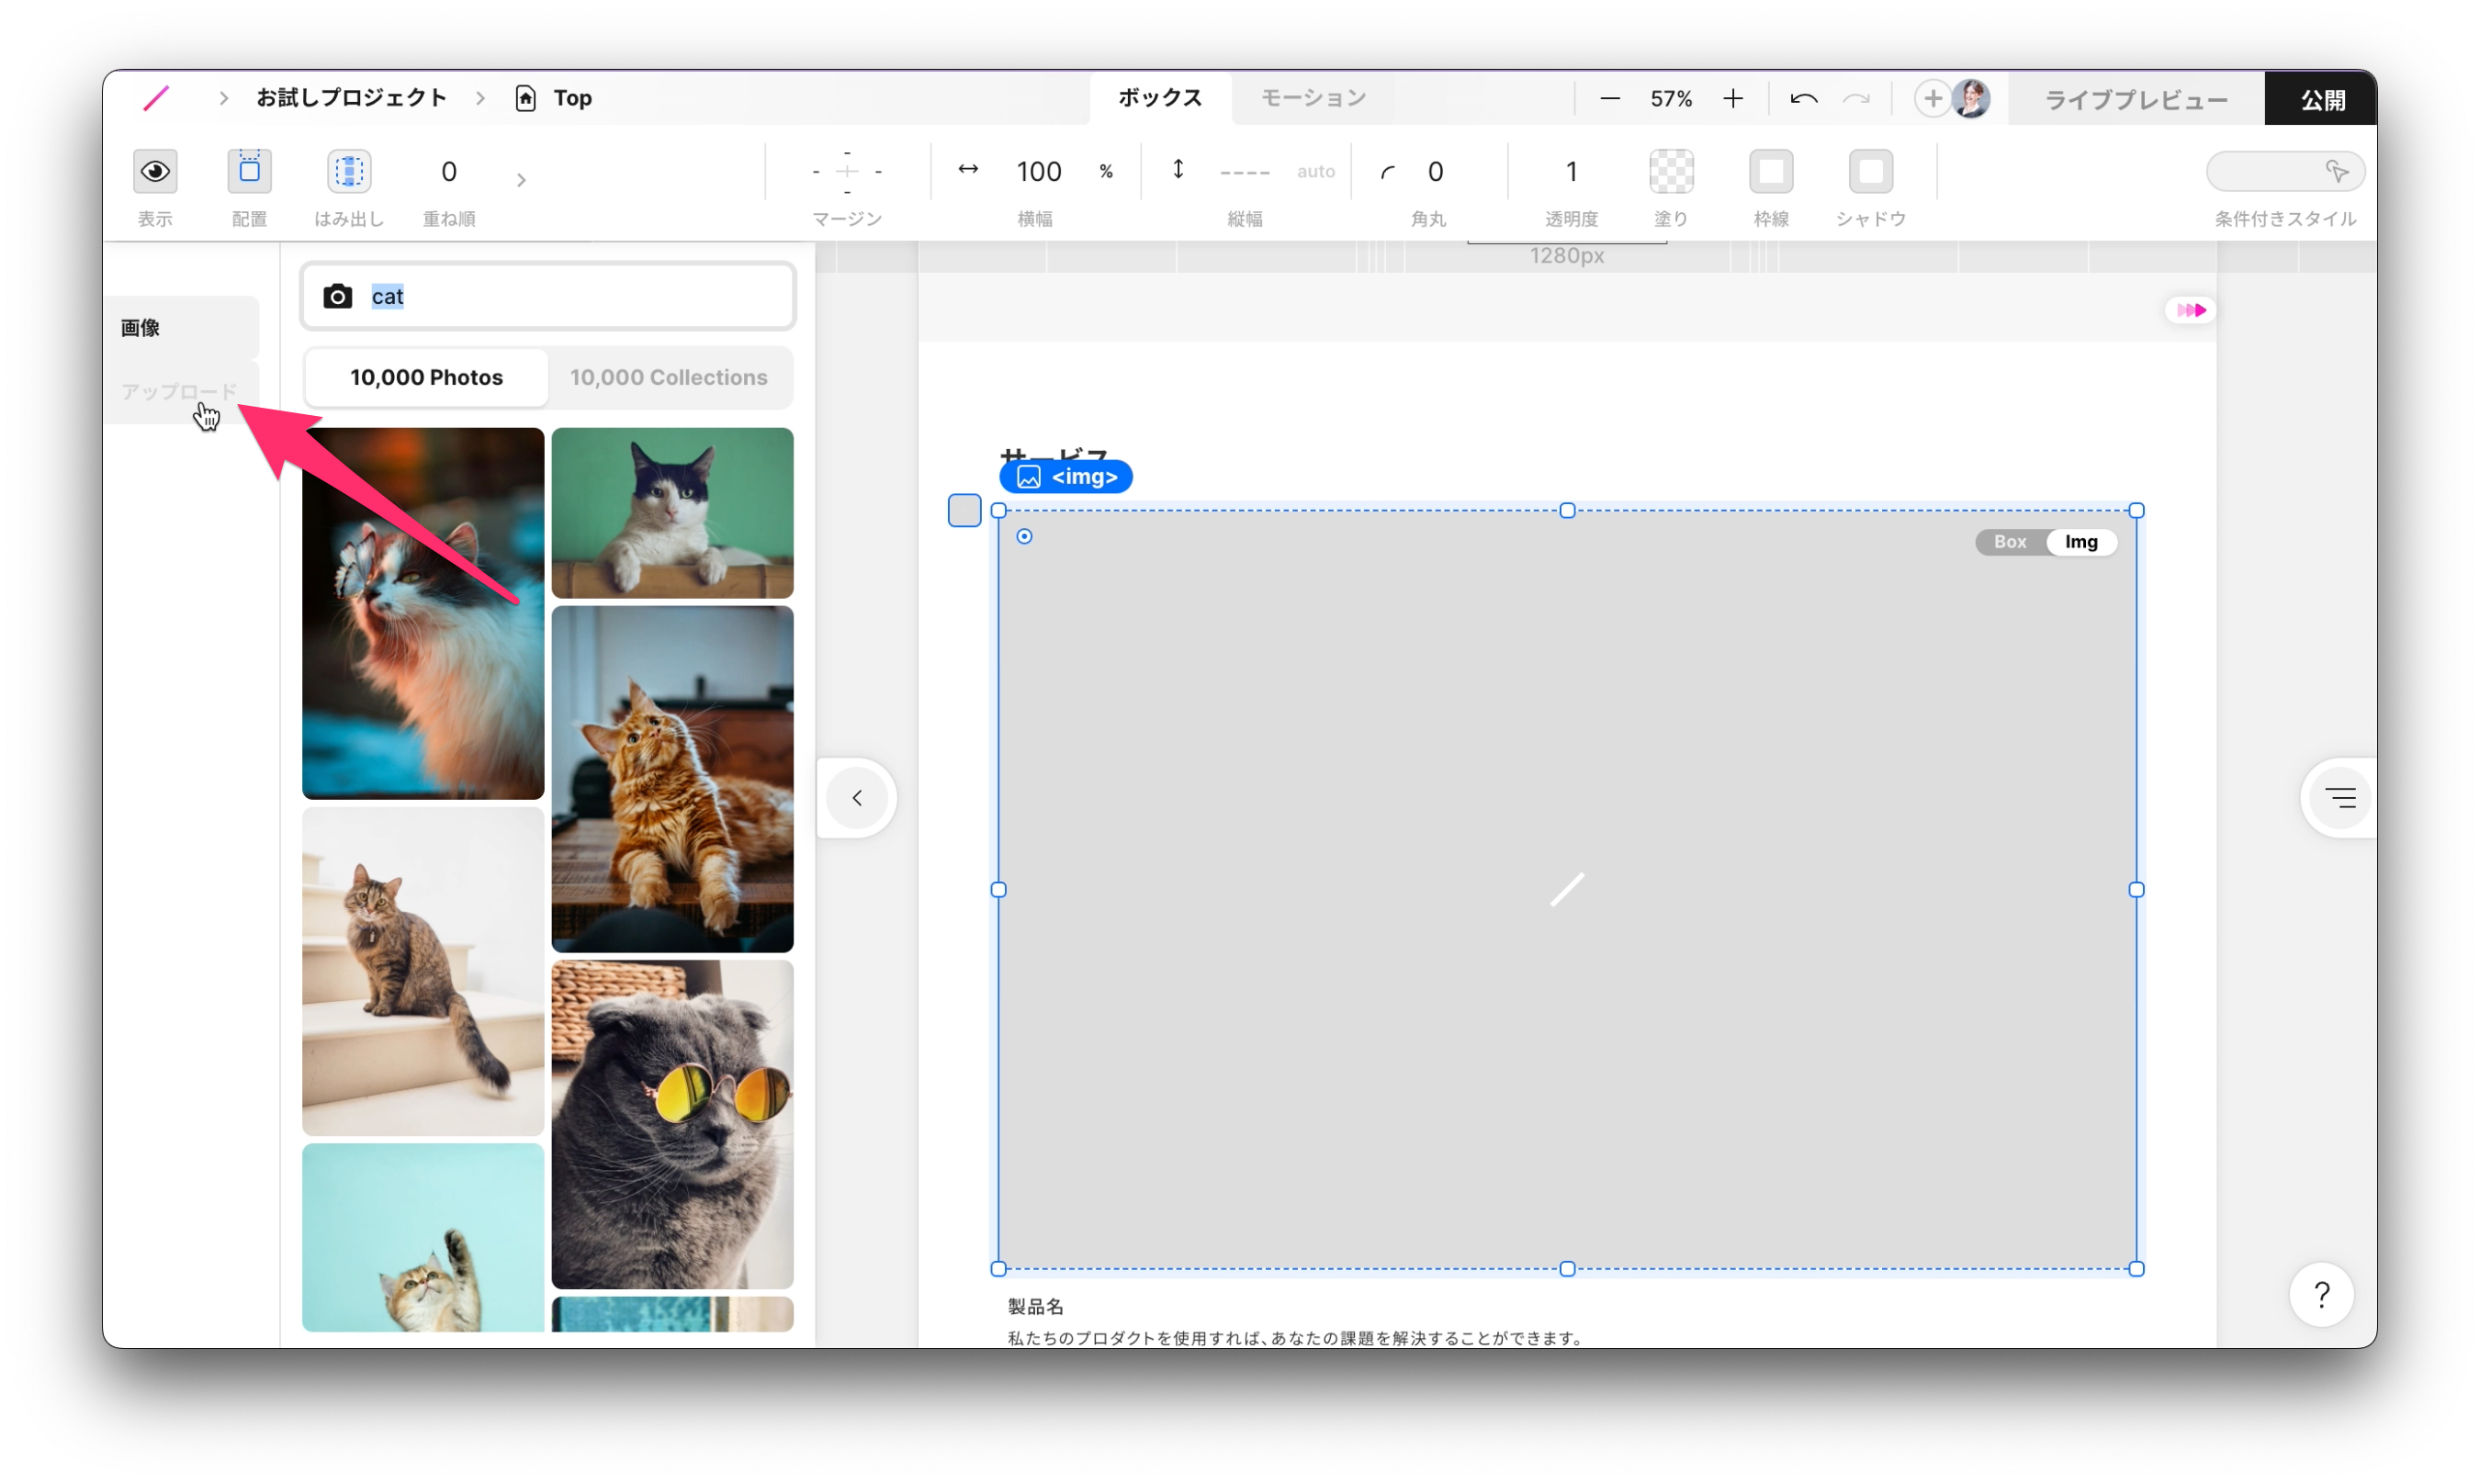 お試しプロジェクト
Top
ボックス
モーション
57%
ライブプレビュー
公開
0
100
%
----
auto
0
1
表示
配置
はみ出し
重ね順
マージン
横幅
縦幅
角丸
透明度
塗り
枠線
シャドウ
条件付きスタイル
1280px
cat
画像
アップロード
10,000 Photos
10,000 Collections
サービス
<img>
Box
Img
製品名
私たちのプロダクトを使用すれば、あなたの課題を解決することができます。
?